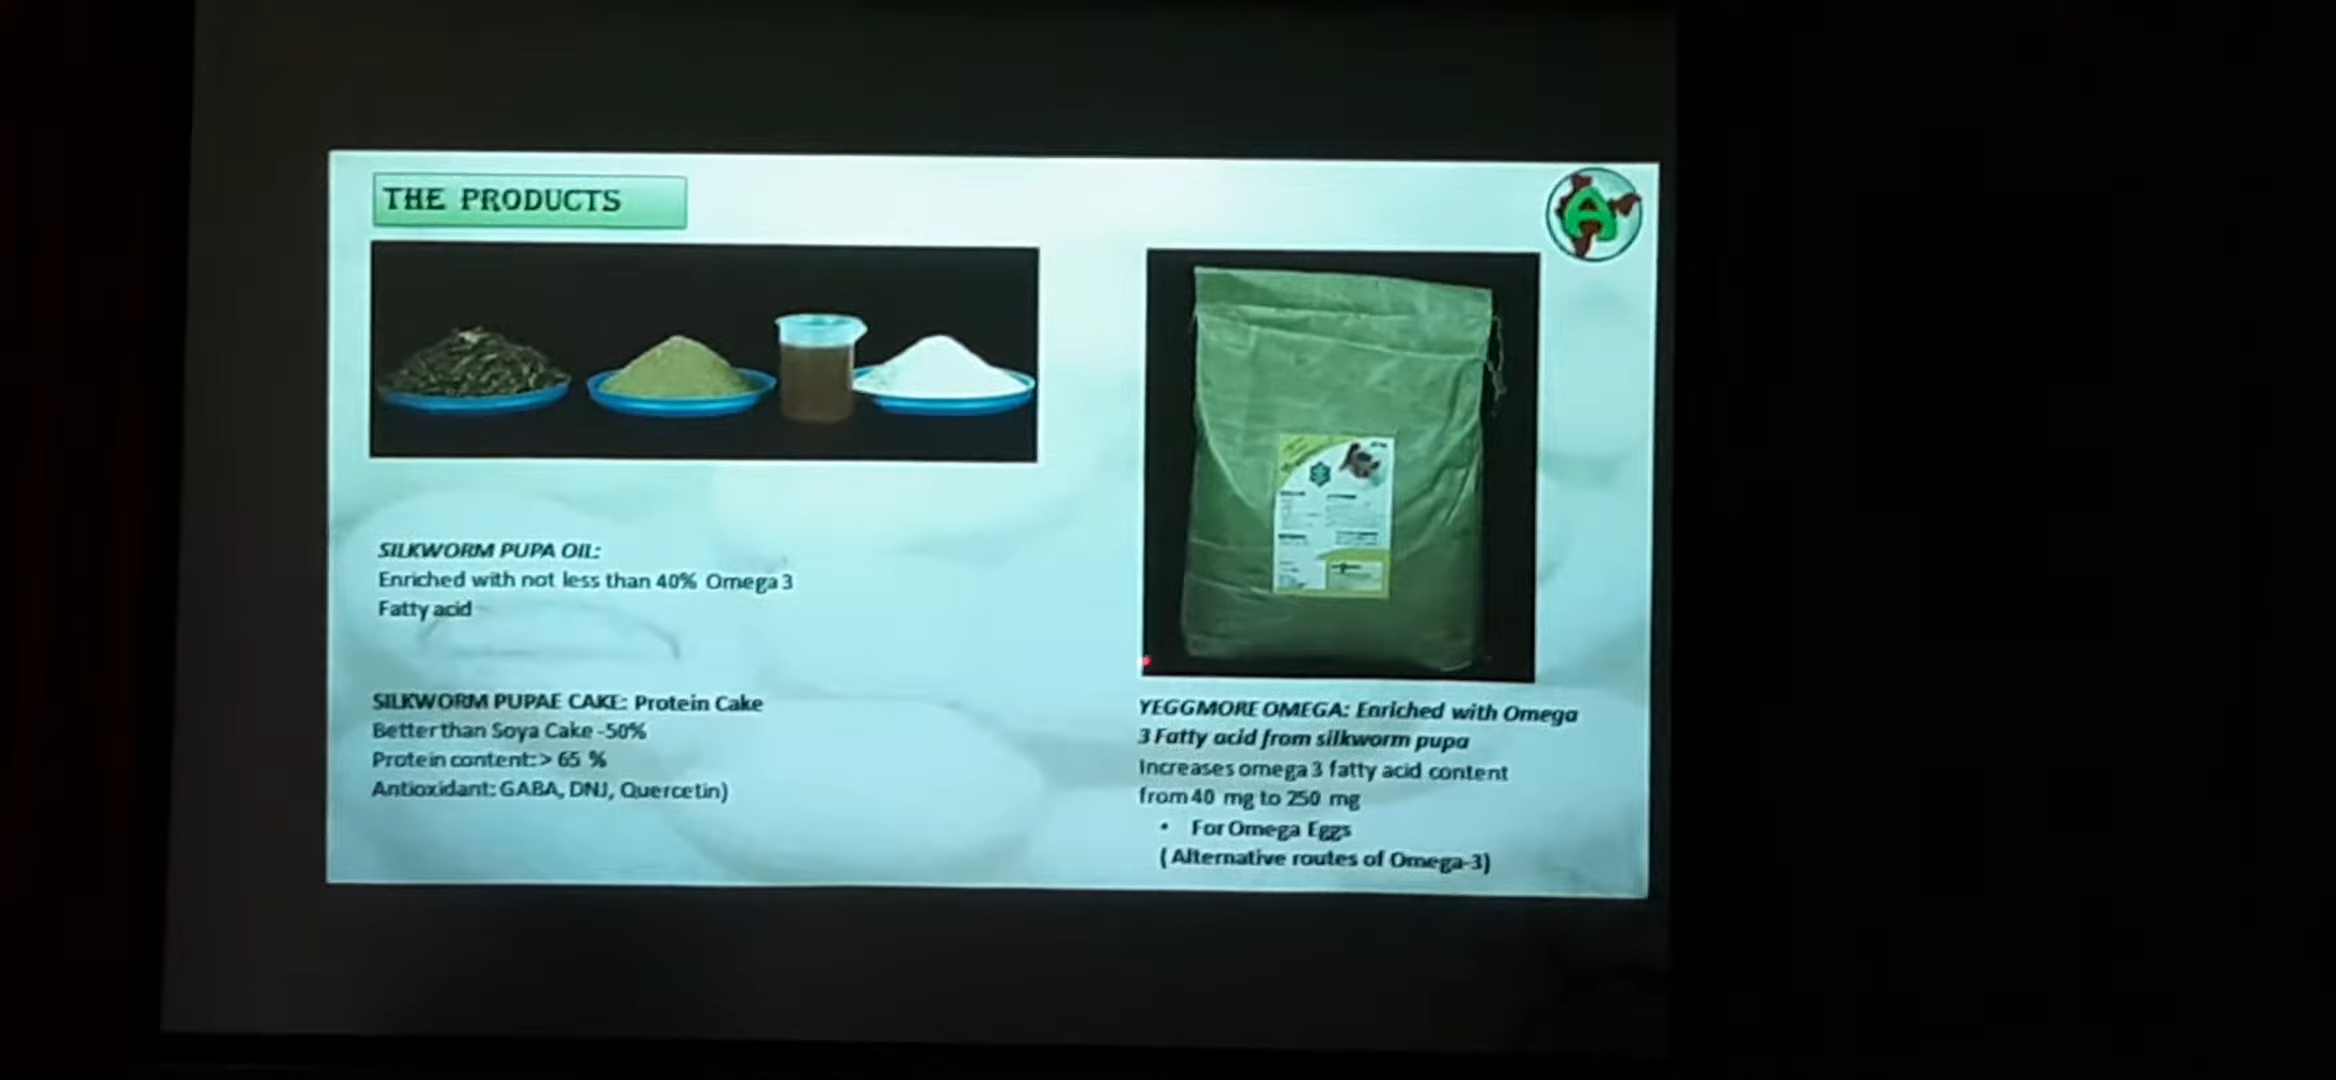 THE PRODUCTS
A
SILKWORM PUPA OIL:
Enriched with not less than 40% Omega 3
Fatty acid
SILKWORM PUPAE CAKE: Protein Cake
Better than Soya Cake -50%
Protein content:> 65 %
Antioxidant: GABA, DNJ, Quercetin)
YEGGMORE OMEGA: Enriched with Omega
3 Fatty acid from silkworm pupa
Increases omega 3 fatty acid content
from 40 mg to 250 mg
• For Omega Eggs
( Alternative routes of Omega-3)